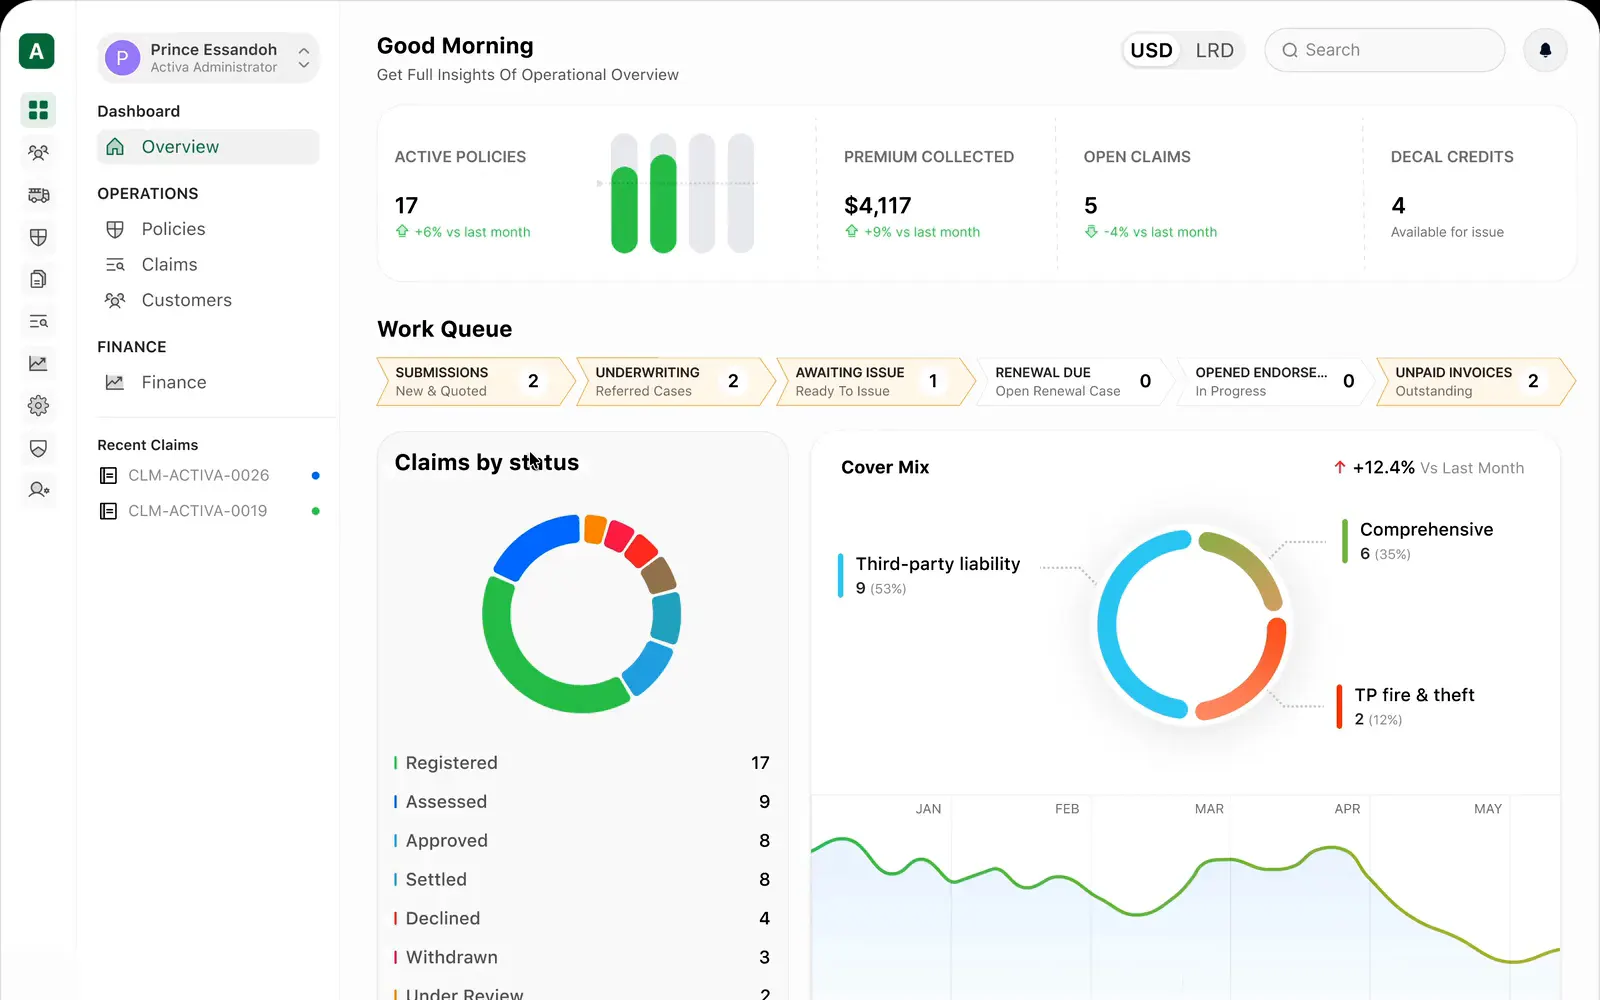 A
P
Prince Essandoh
Activa Administrator
Dashboard
Overview
OPERATIONS
Policies
Claims
Customers
FINANCE
Finance
Recent Claims
CLM-ACTIVA-0026
CLM-ACTIVA-0019
Good Morning
Get Full Insights Of Operational Overview
USD LRD
Search
ACTIVE POLICIES
17
+6% vs last month
PREMIUM COLLECTED
$4,117
+9% vs last month
OPEN CLAIMS
5
-4% vs last month
DECAL CREDITS
4
Available for issue
Work Queue
SUBMISSIONS
New & Quoted
2
UNDERWRITING
Referred Cases
2
AWAITING ISSUE
Ready To Issue
1
RENEWAL DUE
Open Renewal Case
0
OPENED ENDORSE...
In Progress
0
UNPAID INVOICES
Outstanding
2
Claims by status
Registered 17
Assessed 9
Approved 8
Settled 8
Declined 4
Withdrawn 3
Under Review 2
Cover Mix
+12.4% Vs Last Month
Third-party liability
9 (53%)
Comprehensive
6 (35%)
TP fire & theft
2 (12%)
JAN FEB MAR APR MAY